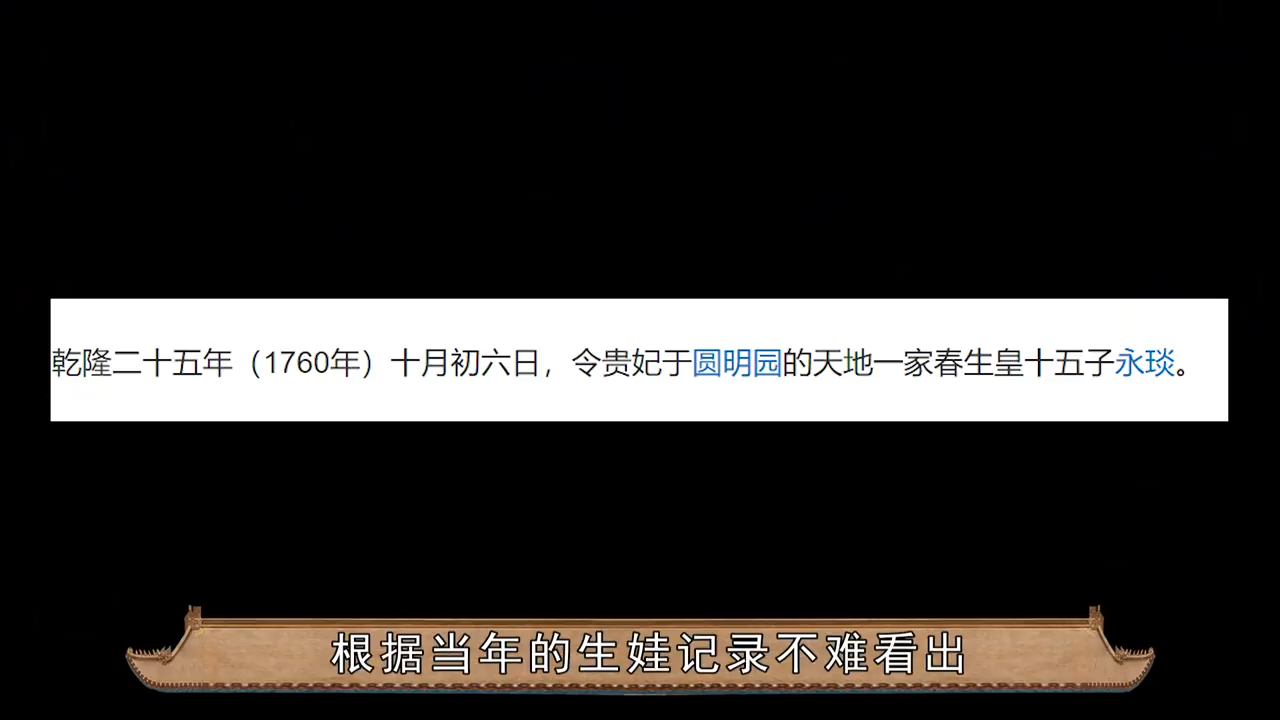 乾隆二十五年（1760年）十月初六日，令贵妃于圆明园的天地一家春生皇十五子永琰。
根据当年的生娃记录不难看出